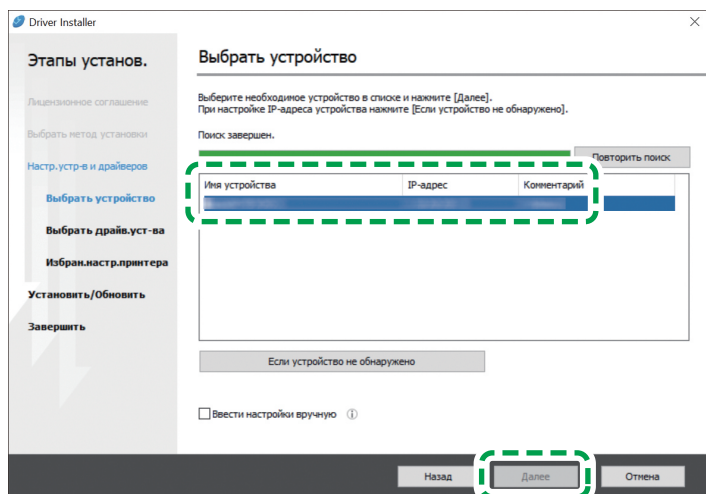 Driver Installer
Этапы установ.
Лицензионное соглашение
Выбрать метод установки
Настр.устр-в и драйверов
Выбрать устройство
Выбрать драйв.уст-ва
Избран.настр.принтера
Установить/Обновить
Завершить
Выбрать устройство
Выберите необходимое устройство в списке и нажмите [Далее].
При настройке IP-адреса устройства нажмите [Если устройство не обнаружено].
Поиск завершен.
Повторить поиск
Имя устройства IP-адрес Комментарий
Если устройство не обнаружено
Ввести настройки вручную
Назад Далее Отмена